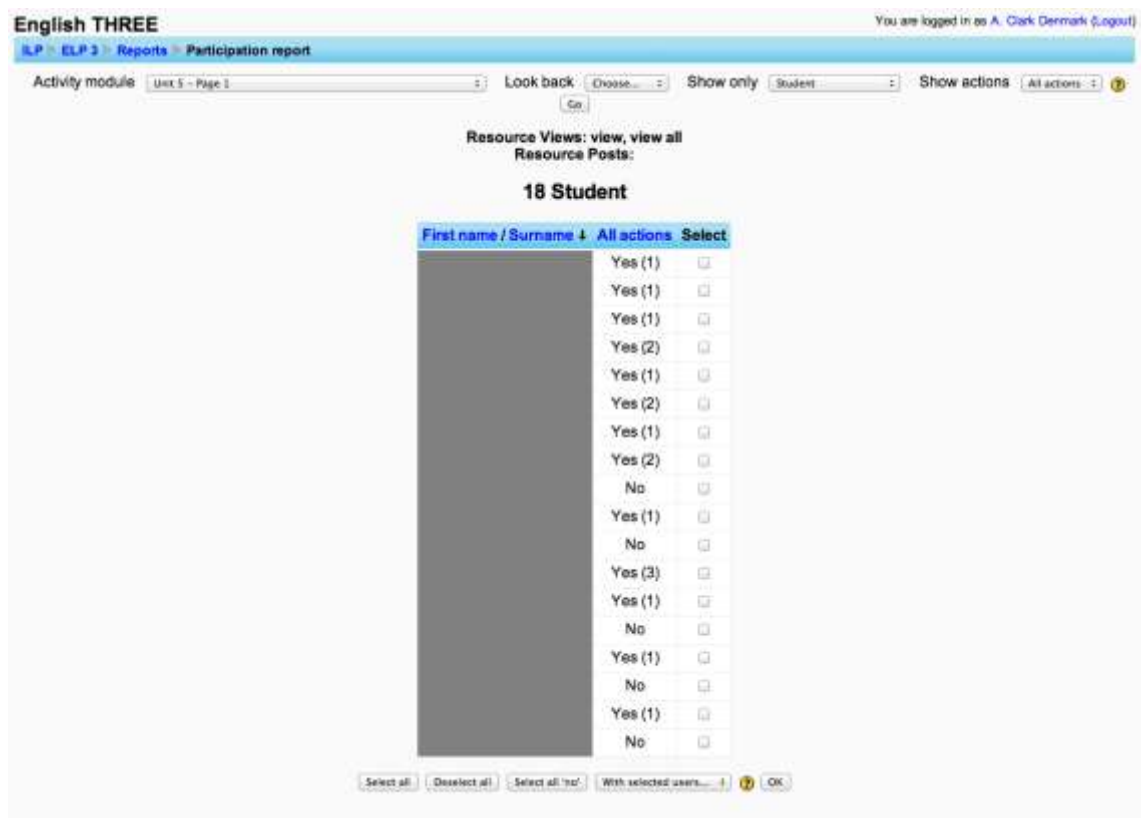 English THREE
You are logged in as A. Clark Denmark (Logout)
ILP ELP 3 Reports Participation report
Activity module Unit 5 - Page 1 Look back Choose... Show only Student Show actions All actions
Go
Resource Views: view, view all
Resource Posts:
18 Student
First name / Surname ↓ All actions Select
Yes (1)
Yes (1)
Yes (1)
Yes (2)
Yes (1)
Yes (2)
Yes (1)
Yes (2)
No
Yes (1)
No
Yes (3)
Yes (1)
No
Yes (1)
No
Yes (1)
No
Select all Deselect all Select all 'no' With selected users... OK